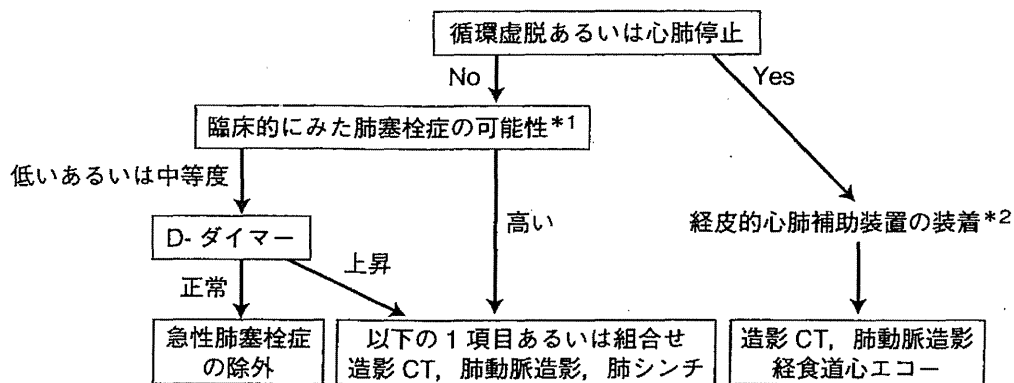 循環虚脱あるいは心肺停止
No
Yes
臨床的にみた肺塞栓症の可能性*1
低いあるいは中等度
高い
経皮的心肺補助装置の装着*2
D-ダイマー
上昇
正常
急性肺塞栓症
の除外
以下の1項目あるいは組合せ
造影CT，肺動脈造影，肺シンチ
造影CT，肺動脈造影
経食道心エコー